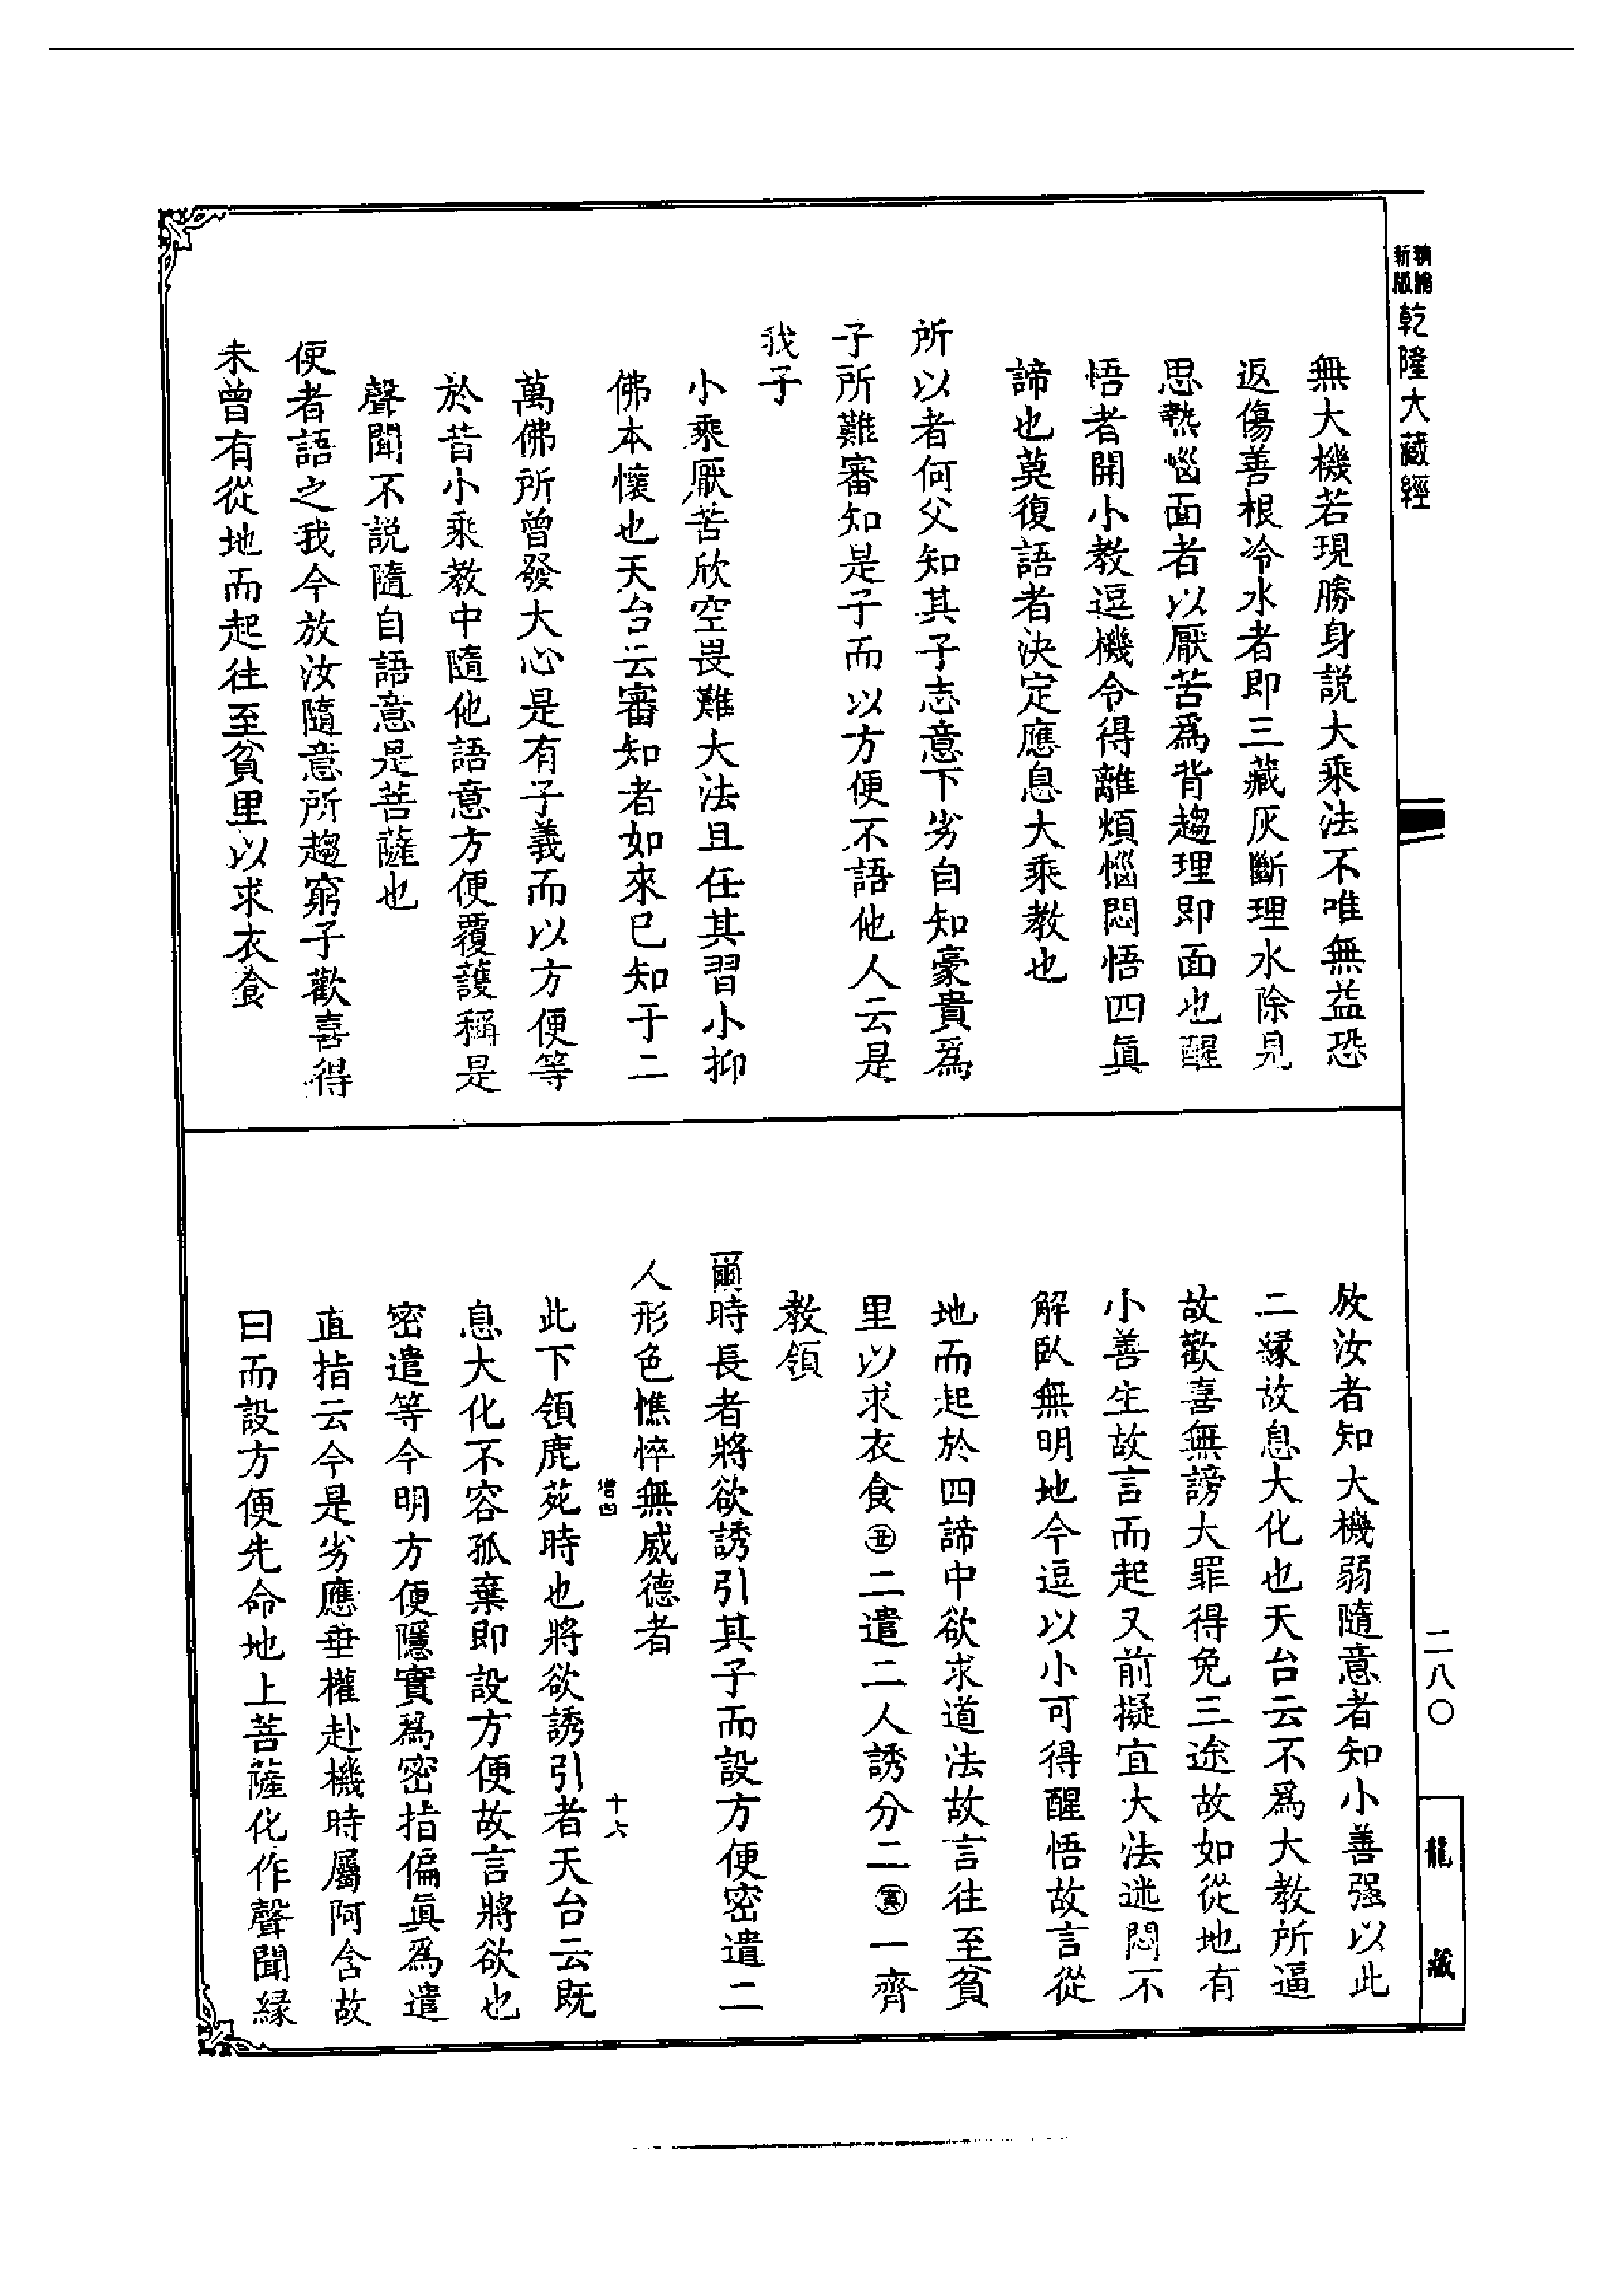 新版
乾隆大藏經
無大機若現勝身説大乘法不唯無益恐
返傷善根冷水者即三藏灰斷理水除見
思熱惱面者以厭苦爲背趨理即面也醒
悟者開小教逗機令得離煩惱悶悟四眞
諦也莫復語者決定應息大乘教也
所以者何父知其子志意下劣自知豪貴爲
子所難審知是子而以方便不語他人云是
我子
小乘厭苦欣空畏難大法且任其習小抑
佛本懷也天台云審知者如來已知于二
萬佛所曾發大心是有子義而以方便等
於昔小乘教中隨他語意方便覆護稱是
聲聞不説隨自語意是菩薩也
使者語之我今放汝隨意所趨窮子歡喜得
未曾有從地而起往至貧里以求衣食
放汝者知大機弱隨意者知小善强以此
二緣故息大化也天台云不爲大教所逼
故歡喜無謗大罪得免三途故如從地有
小善生故言而起又前擬宜大法迷悶不
解臥無明地今逗以小可得醒悟故言從
地而起於四諦中欲求道法故言往至貧
里以求衣食㊄二遣二人誘分二㊅一齊
教領
爾時長者將欲誘引其子而設方便密遣二
人形色憔悴無威德者
十六
此下領鹿苑時也將欲誘引者天台云既
息大化不容孤棄即設方便故言將欲也
密遣等今明方便隱實爲密指偏眞爲遣
直指云今是劣應垂權赴機時屬阿含故
曰而設方便先命地上菩薩化作聲聞緣
二八〇
龍藏